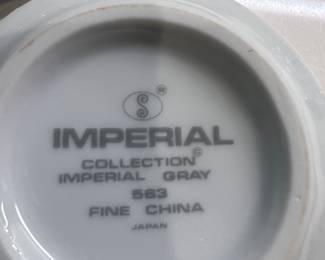 S ®
IMPERIAL
COLLECTION ©
IMPERIAL GRAY
563
FINE CHINA
JAPAN